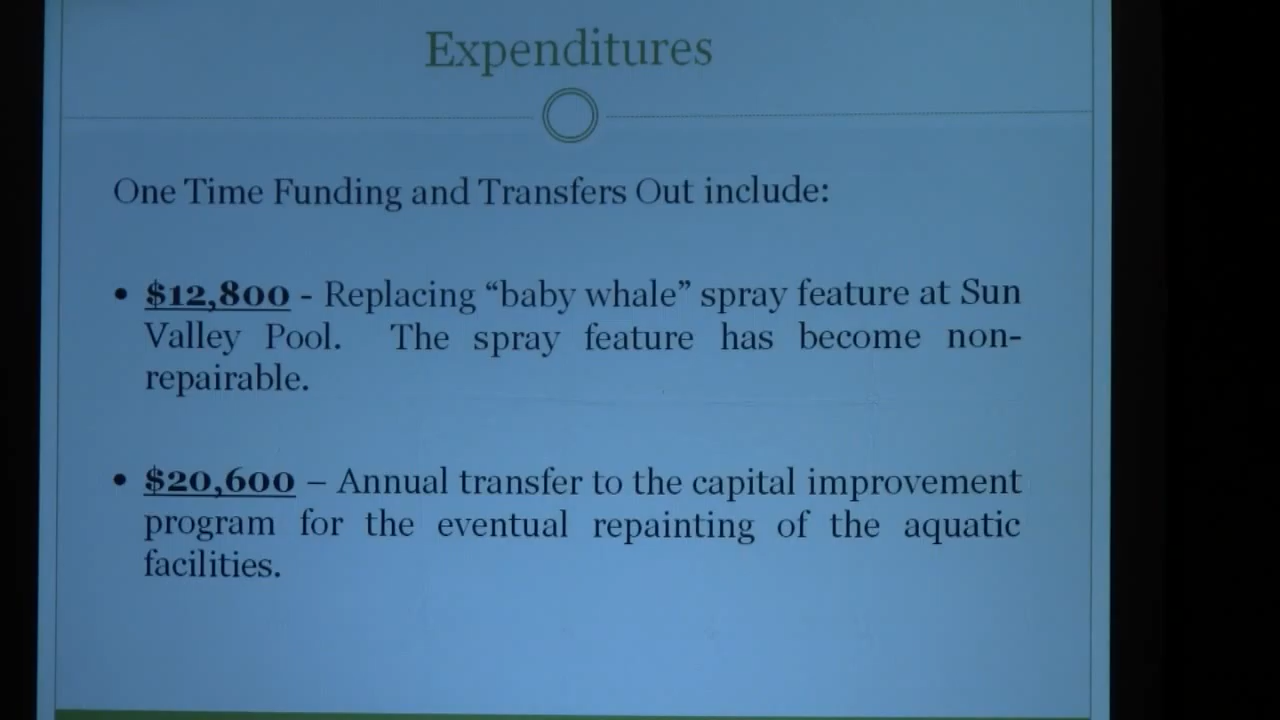 Expenditures
One Time Funding and Transfers Out include:
• $12,800 - Replacing “baby whale” spray feature at Sun
Valley Pool. The spray feature has become non-
repairable.
• $20,600 – Annual transfer to the capital improvement
program for the eventual repainting of the aquatic
facilities.